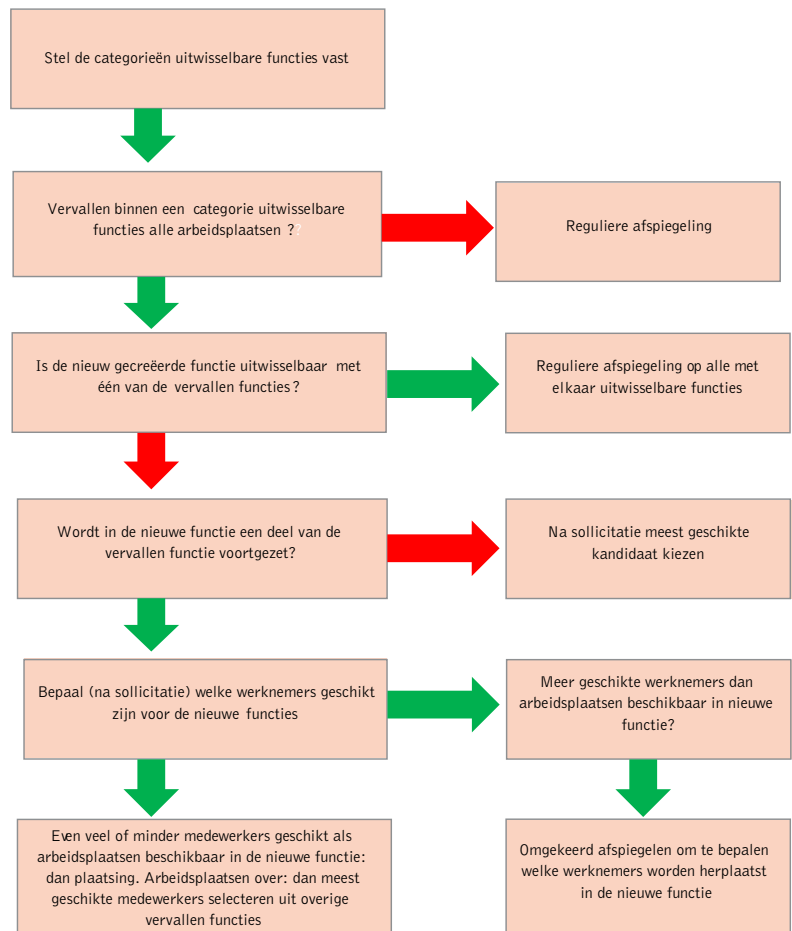 Stel de categorieën uitwisselbare functies vast
Vervallen binnen een categorie uitwisselbare
functies alle arbeidsplaatsen ??
Reguliere afspiegeling
Is de nieuw gecreëerde functie uitwisselbaar met
één van de vervallen functies?
Reguliere afspiegeling op alle met
elkaar uitwisselbare functies
Wordt in de nieuwe functie een deel van de
vervallen functie voortgezet?
Na sollicitatie meest geschikte
kandidaat kiezen
Bepaal (na sollicitatie) welke werknemers geschikt
zijn voor de nieuwe functies
Meer geschikte werknemers dan
arbeidsplaatsen beschikbaar in nieuwe
functie?
Even veel of minder medewerkers geschikt als
arbeidsplaatsen beschikbaar in de nieuwe functie:
dan plaatsing. Arbeidsplaatsen over: dan meest
geschikte medewerkers selecteren uit overige
vervallen functies
Omgekeerd afspiegelen om te bepalen
welke werknemers worden herplaatst
in de nieuwe functie